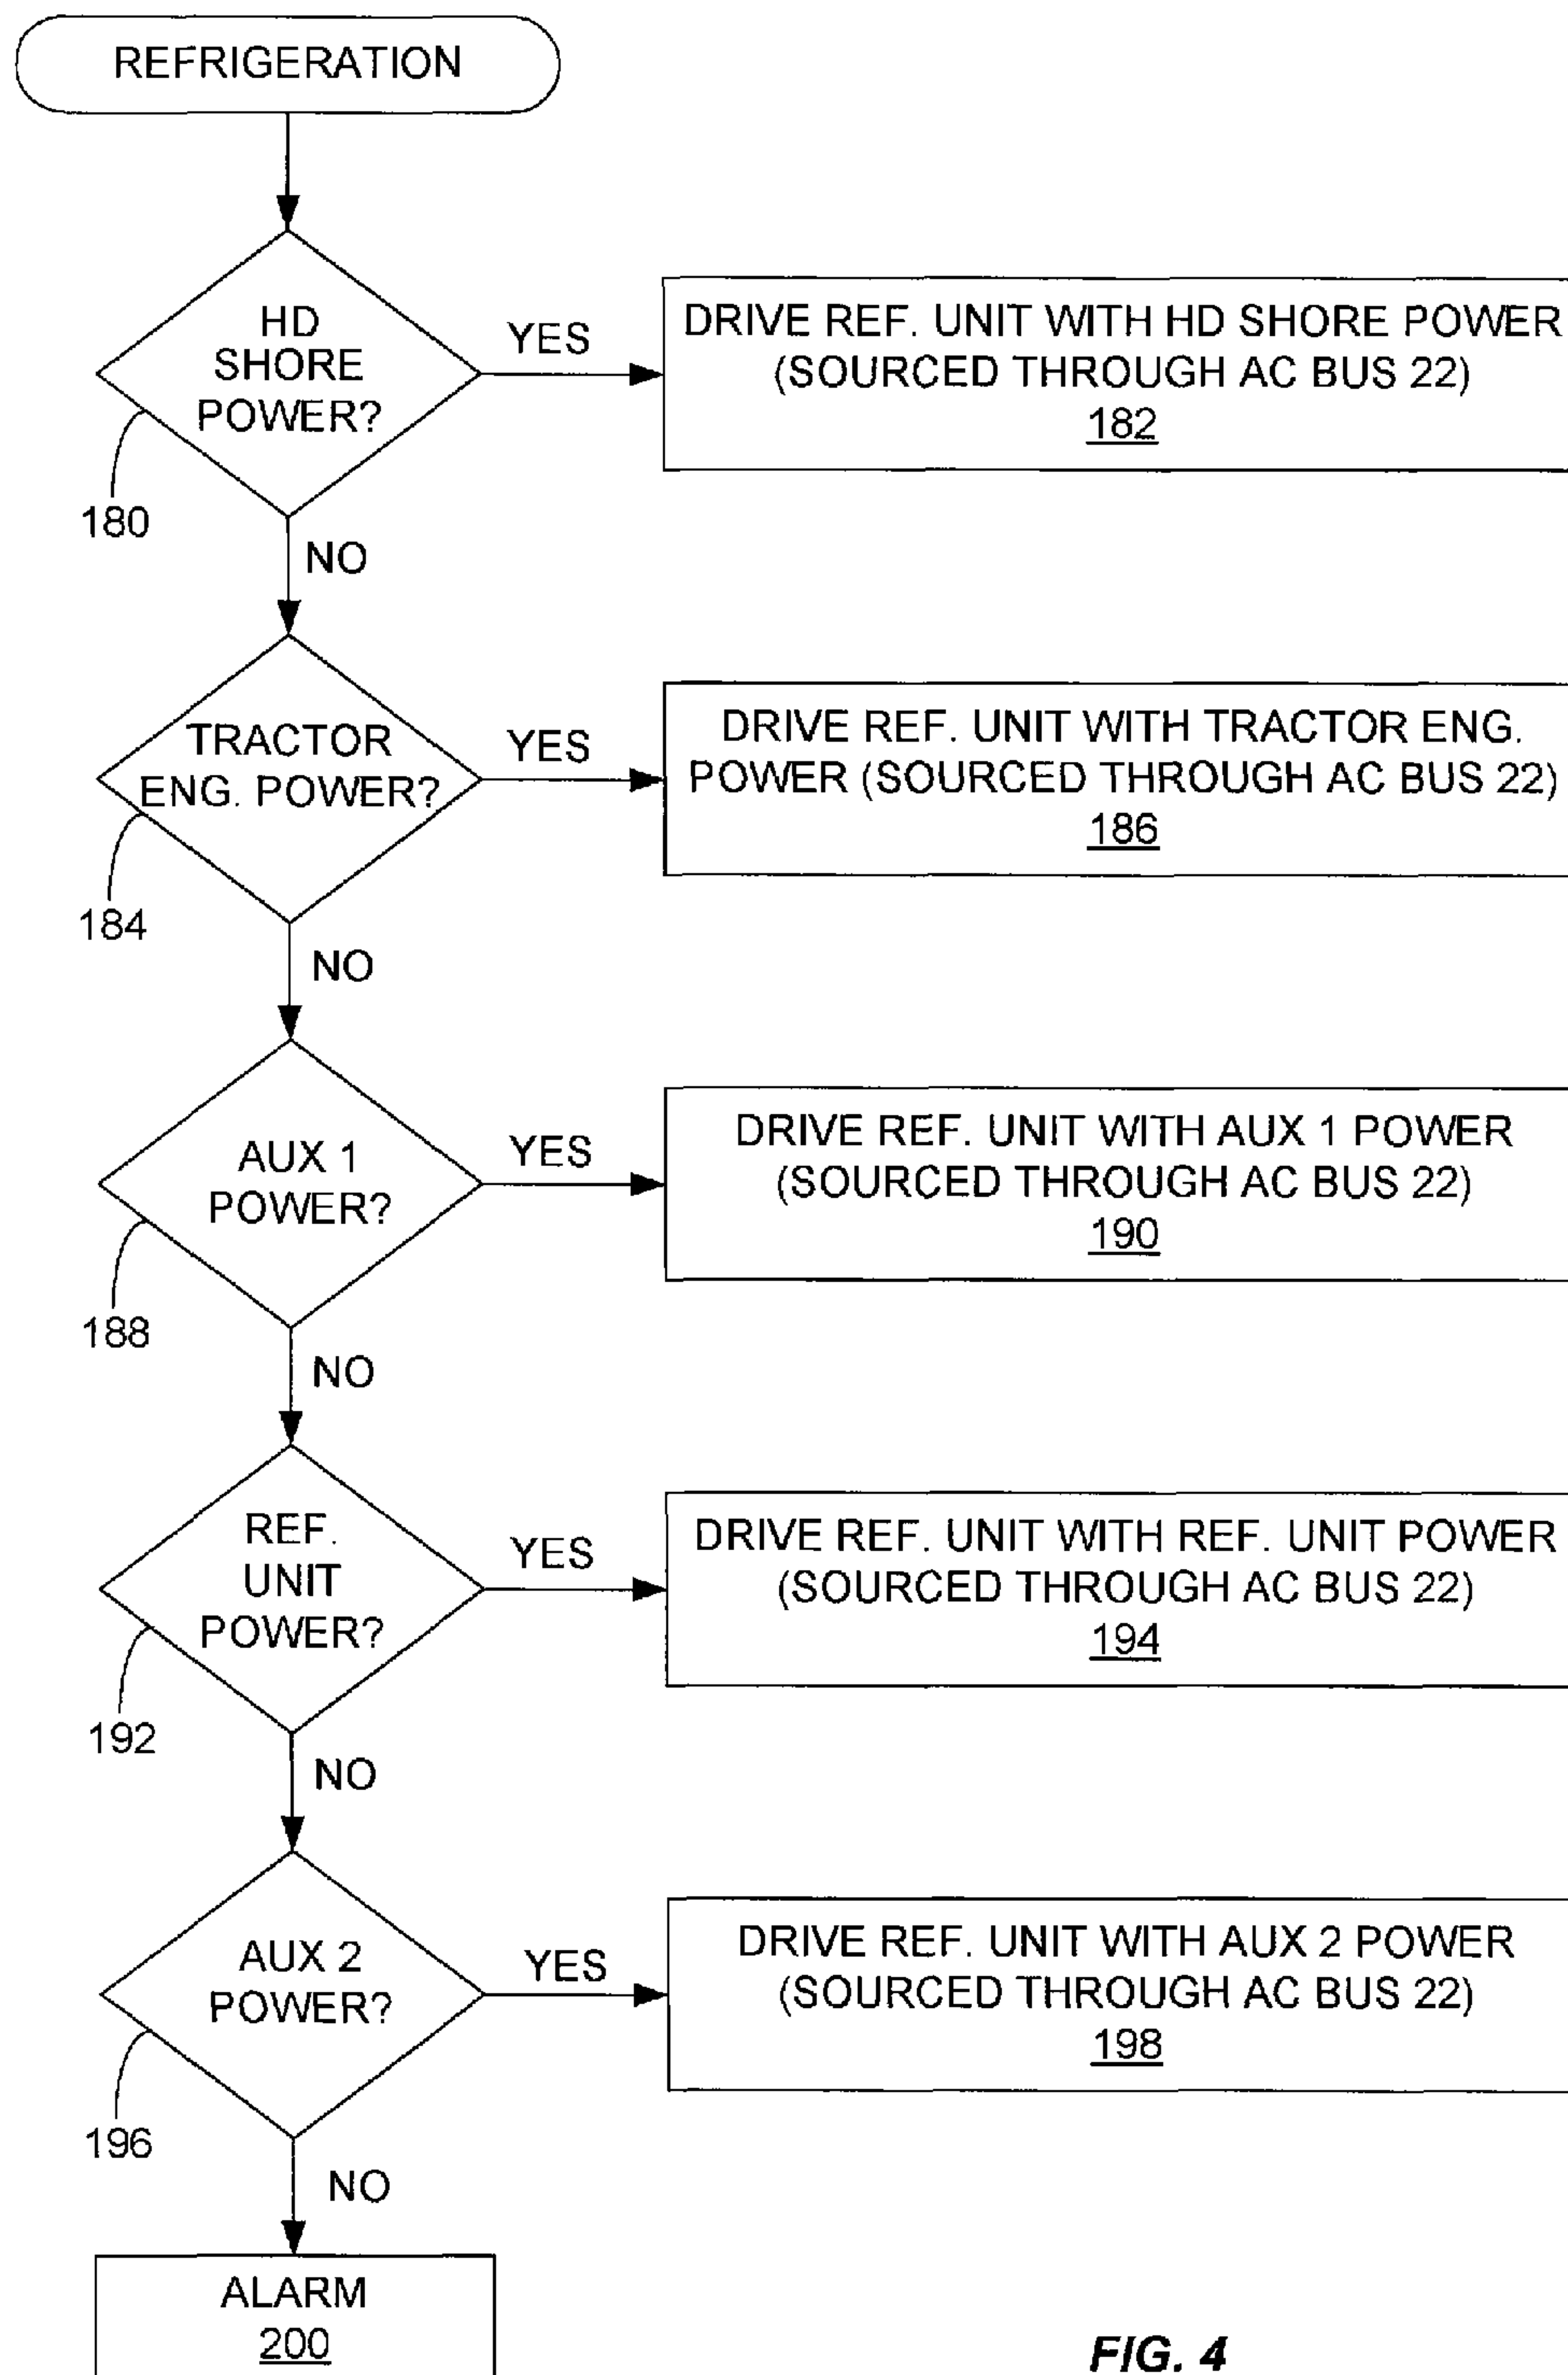 REFRIGERATION
HD
SHORE
POWER?
180
YES
DRIVE REF. UNIT WITH HD SHORE POWER
(SOURCED THROUGH AC BUS 22)
182
NO
TRACTOR
ENG. POWER?
184
YES
DRIVE REF. UNIT WITH TRACTOR ENG.
POWER (SOURCED THROUGH AC BUS 22)
186
NO
AUX 1
POWER?
188
YES
DRIVE REF. UNIT WITH AUX 1 POWER
(SOURCED THROUGH AC BUS 22)
190
NO
REF.
UNIT
POWER?
192
YES
DRIVE REF. UNIT WITH REF. UNIT POWER
(SOURCED THROUGH AC BUS 22)
194
NO
AUX 2
POWER?
196
YES
DRIVE REF. UNIT WITH AUX 2 POWER
(SOURCED THROUGH AC BUS 22)
198
NO
ALARM
200
FIG. 4